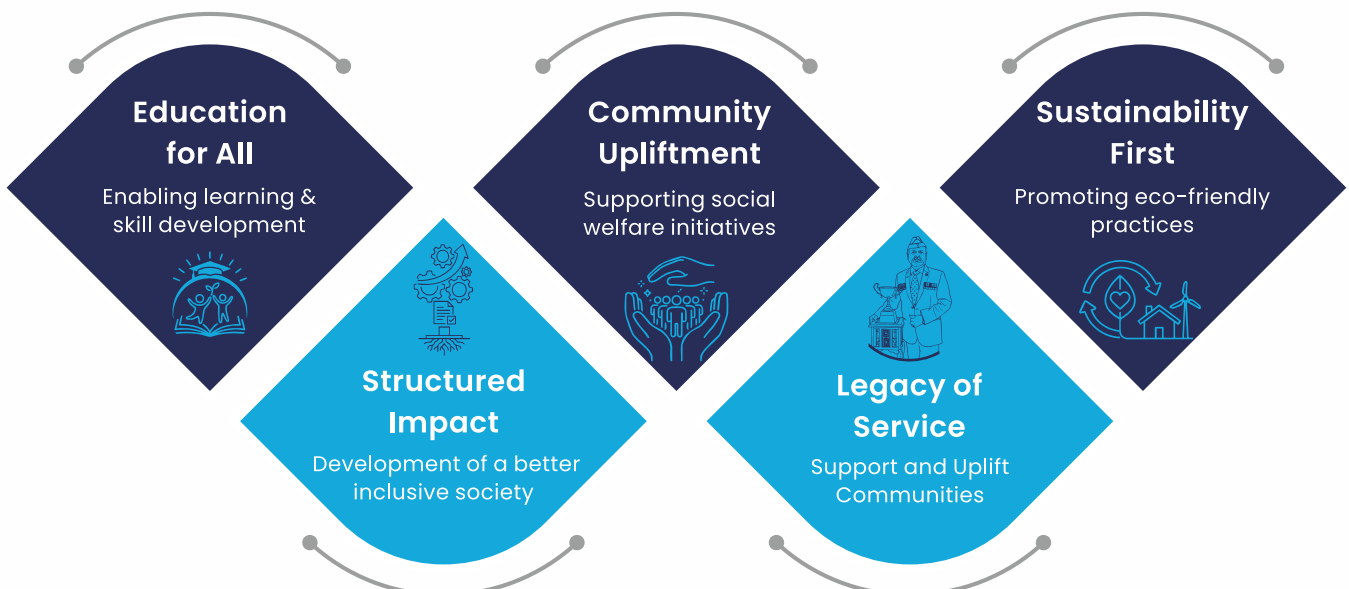 Education
for All
Enabling learning &
skill development
Structured
Impact
Development of a better
inclusive society
Community
Upliftment
Supporting social
welfare initiatives
Legacy of
Service
Support and Uplift
Communities
Sustainability
First
Promoting eco-friendly
practices